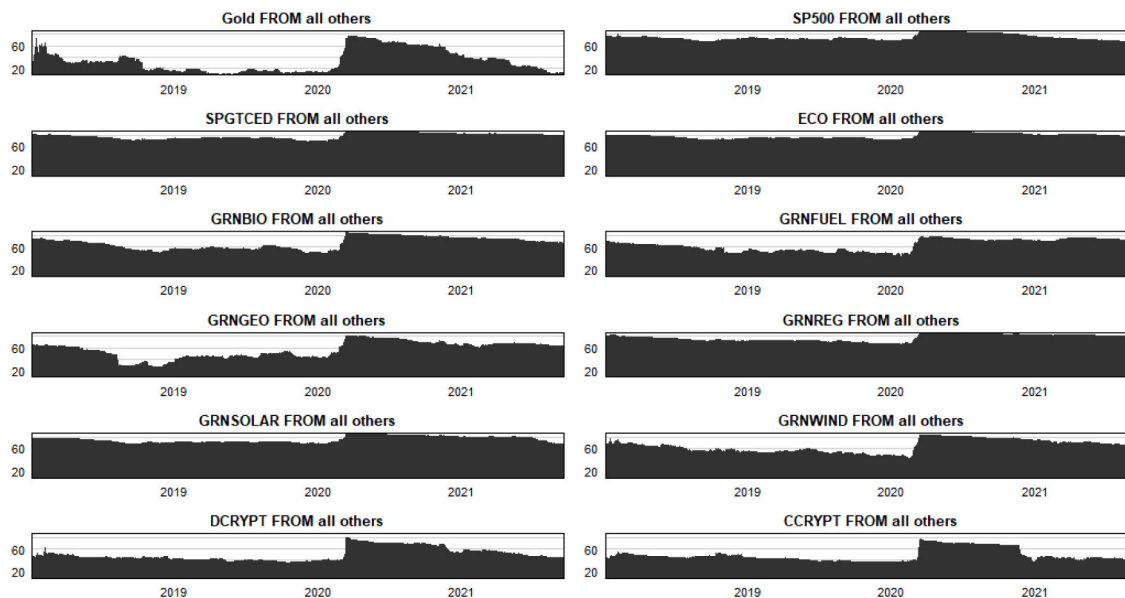 Gold FROM all others
60
20
2019 2020 2021
SP500 FROM all others
60
20
2019 2020 2021
SPGTCED FROM all others
60
20
2019 2020 2021
ECO FROM all others
60
20
2019 2020 2021
GRNBIO FROM all others
60
20
2019 2020 2021
GRNFUEL FROM all others
60
20
2019 2020 2021
GRNGEO FROM all others
60
20
2019 2020 2021
GRNREG FROM all others
60
20
2019 2020 2021
GRNSOLAR FROM all others
60
20
2019 2020 2021
GRNWIND FROM all others
60
20
2019 2020 2021
DCRYPT FROM all others
60
20
2019 2020 2021
CCRYPT FROM all others
60
20
2019 2020 2021